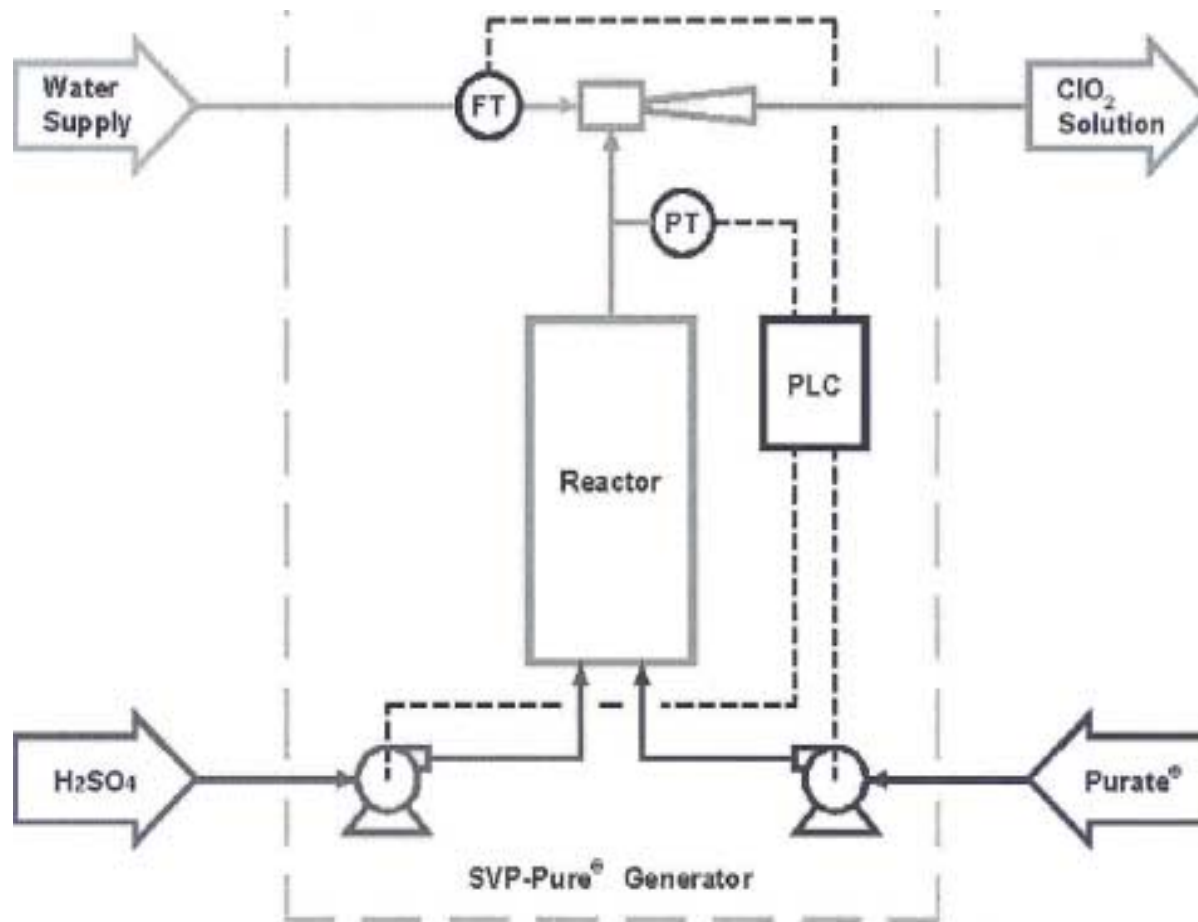 Water
Supply
FT
ClO₂
Solution
PT
PLC
Reactor
H₂SO₄
Purate®
SVP-Pure® Generator